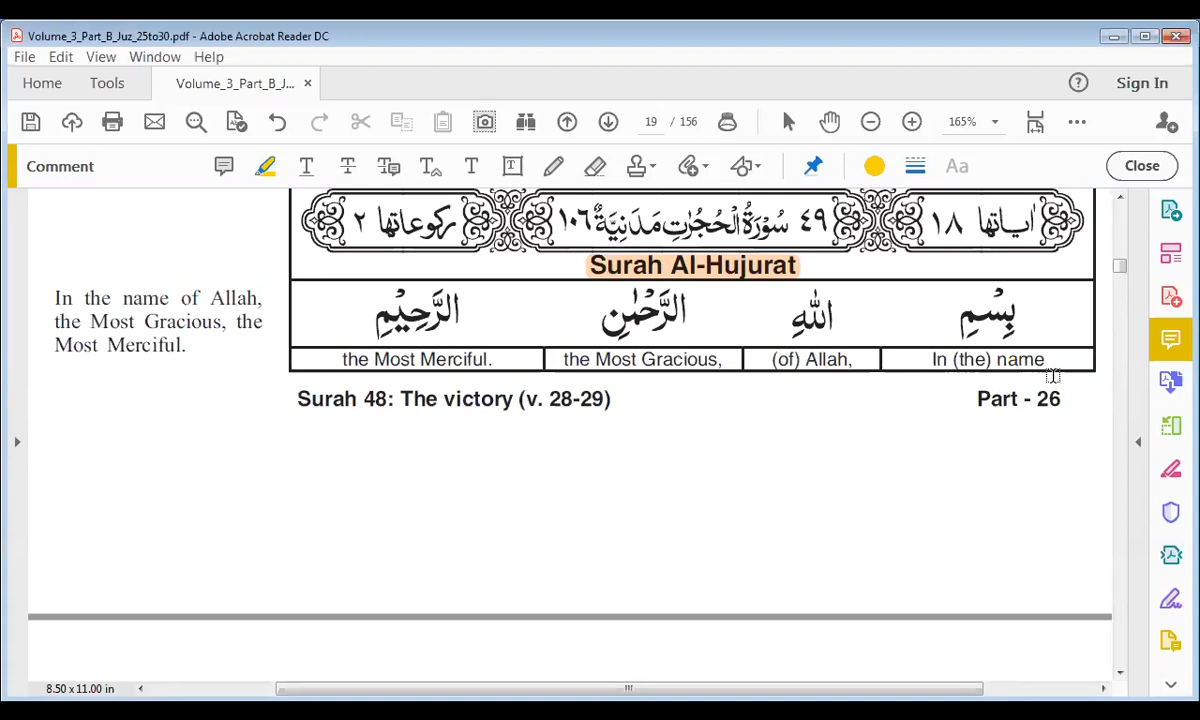 Volume_3_Part_B_Juz_25to30.pdf - Adobe Acrobat Reader DC
File Edit View Window Help
Home Tools Volume_3_Part_B_J... × Sign In
19 / 156 165%
Comment Aa Close
اٰیاتها ١٨ ٤٩ سُوْرَةُ الْحُجُرٰتِ مَدَنِيَّةٌ ١٠٦ ركوعاتها ٢
Surah Al-Hujurat
بِسْمِ اللّٰهِ الرَّحْمٰنِ الرَّحِيْمِ
the Most Merciful. the Most Gracious, (of) Allah, In (the) name
In the name of Allah,
the Most Gracious, the
Most Merciful.
Surah 48: The victory (v. 28-29) Part - 26
8.50 x 11.00 in